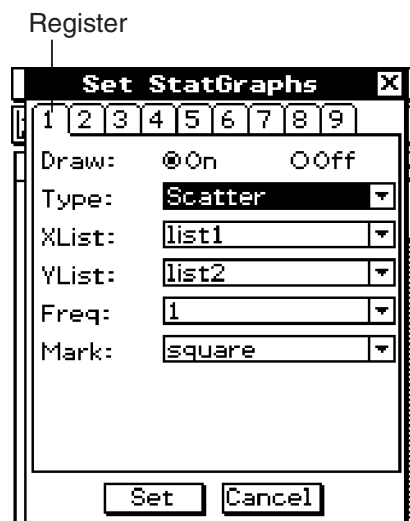 Register
Set StatGraphs
1 2 3 4 5 6 7 8 9
Draw: On Off
Type: Scatter
XList: list1
YList: list2
Freq: 1
Mark: square
Set Cancel